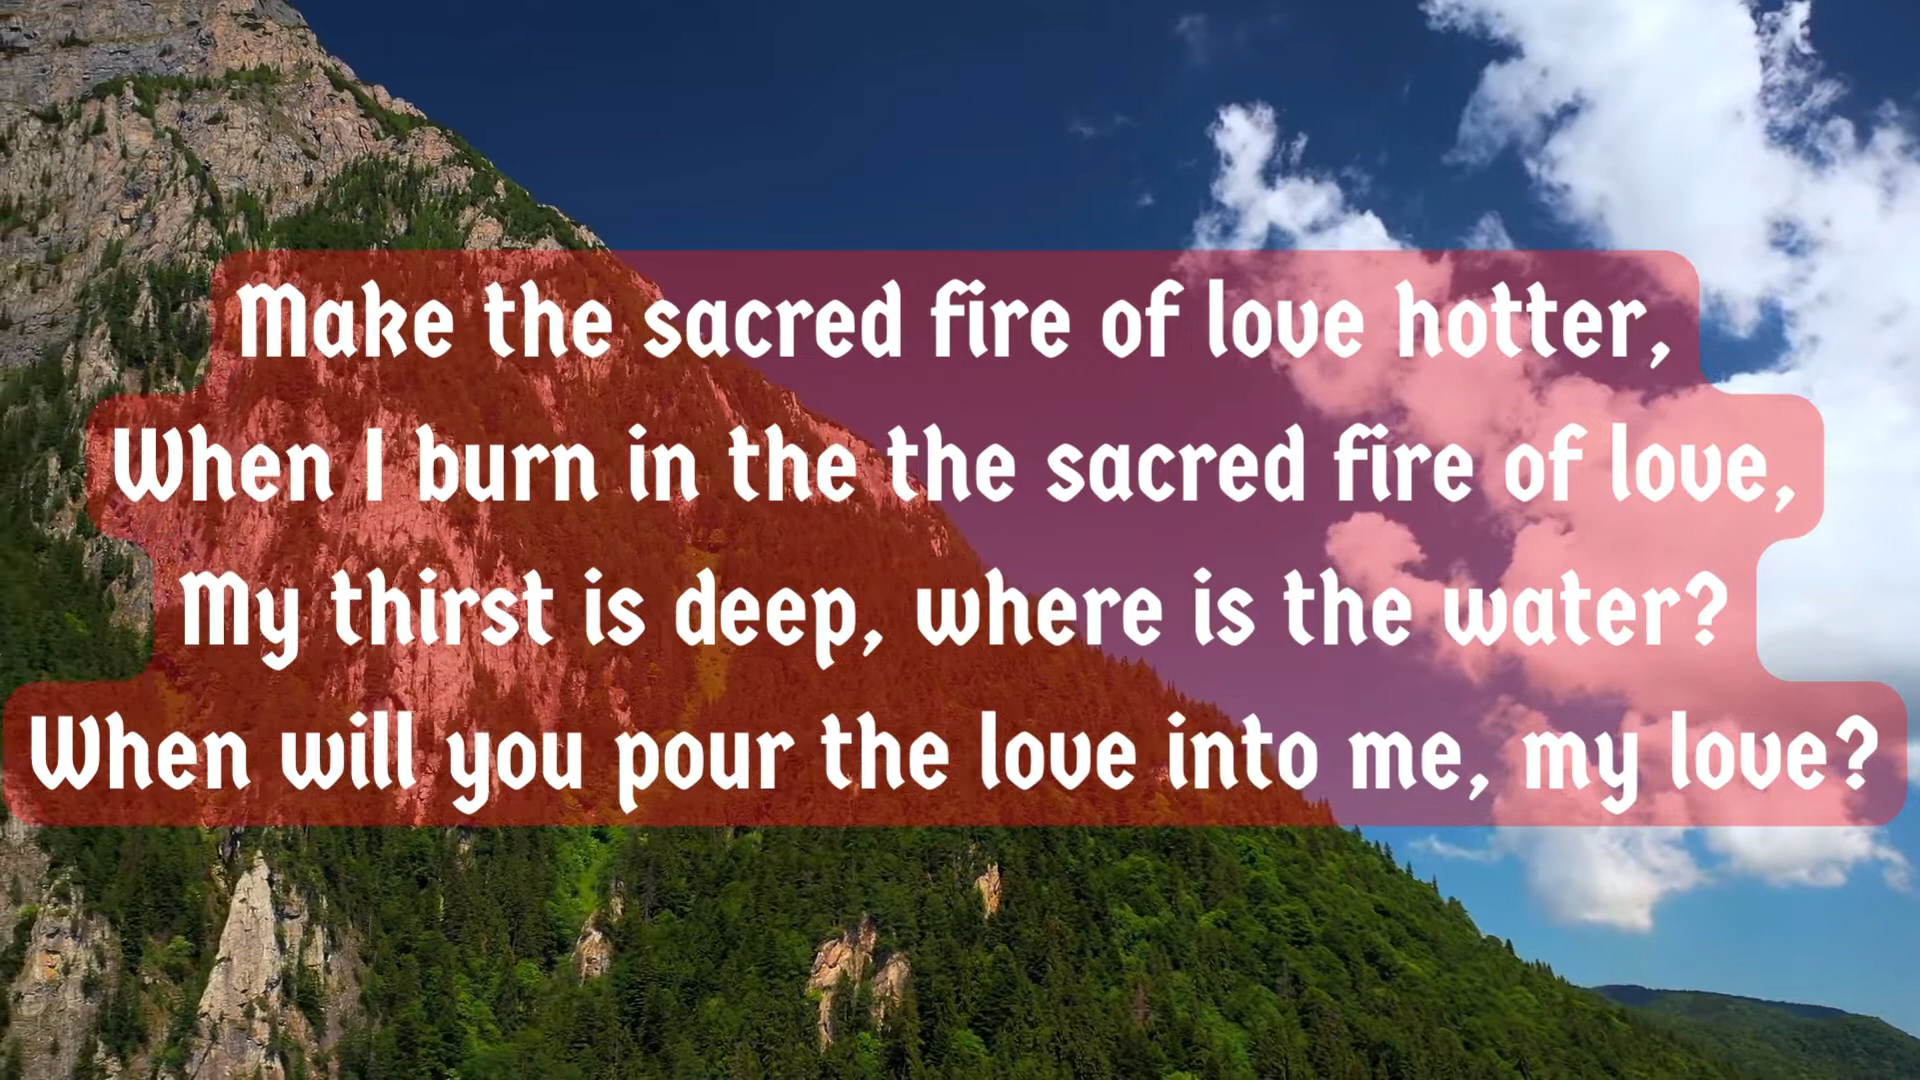 Make the sacred fire of love hotter,
When I burn in the the sacred fire of love,
My thirst is deep, where is the water?
When will you pour the love into me, my love?